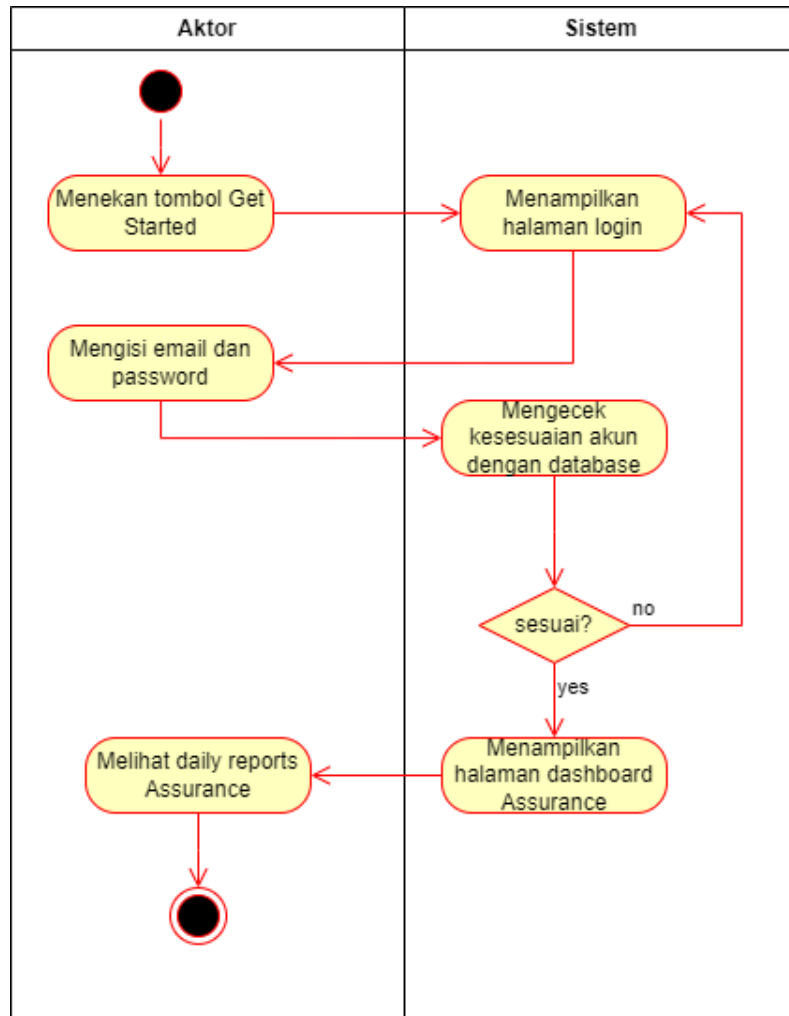 Aktor
Sistem
Menekan tombol Get
Started
Menampilkan
halaman login
Mengisi email dan
password
Mengecek
kesesuaian akun
dengan database
sesuai?
no
yes
Menampilkan
halaman dashboard
Assurance
Melihat daily reports
Assurance